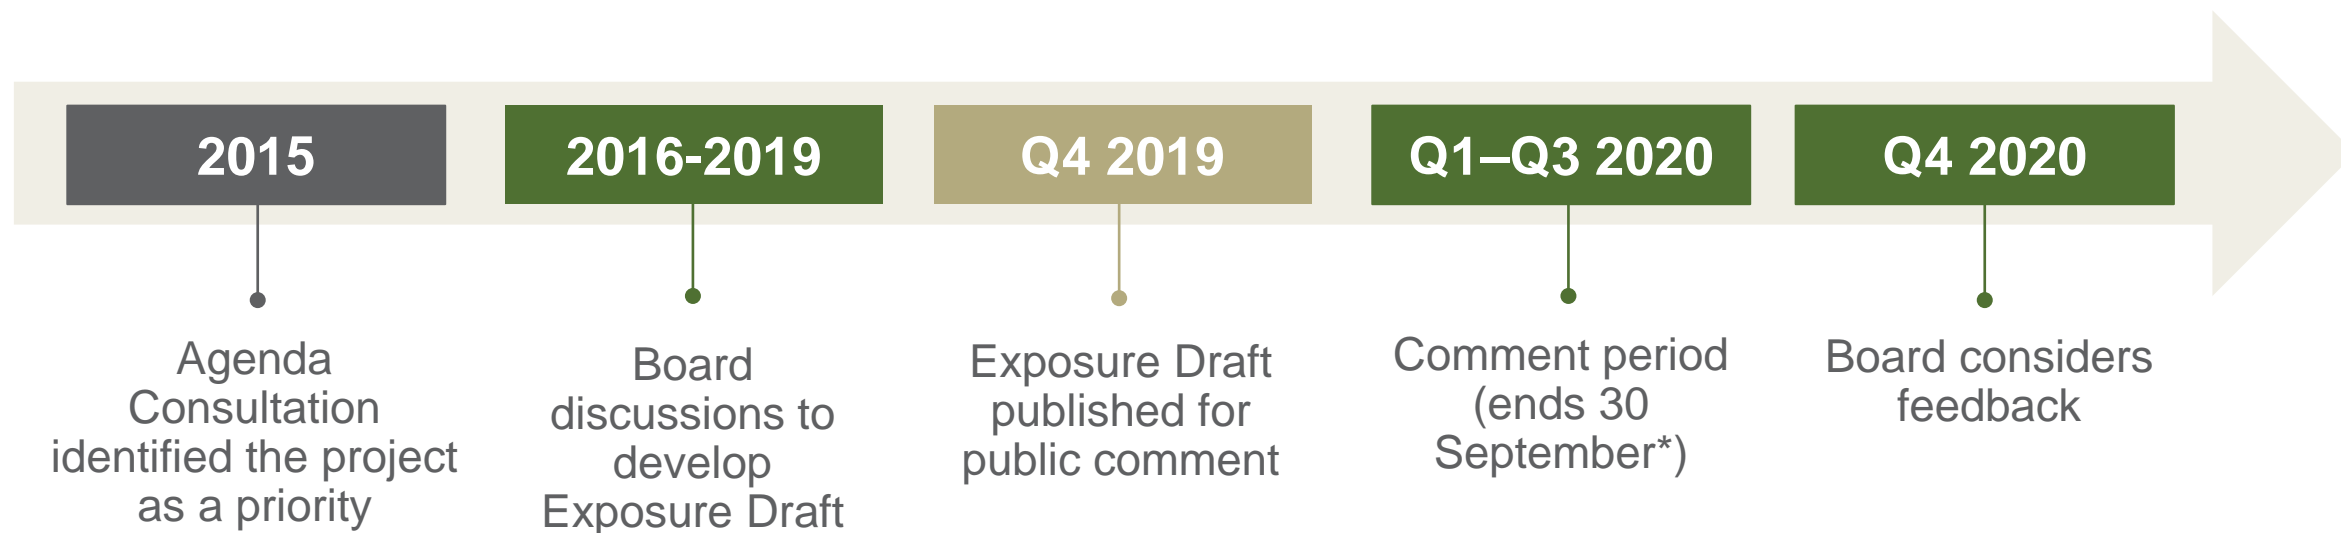 2015
Agenda
Consultation
identified the project
as a priority
2016-2019
Board
discussions to
develop
Exposure Draft
Q4 2019
Exposure Draft
published for
public comment
Q1–Q3 2020
Comment period
(ends 30
September*)
Q4 2020
Board considers
feedback